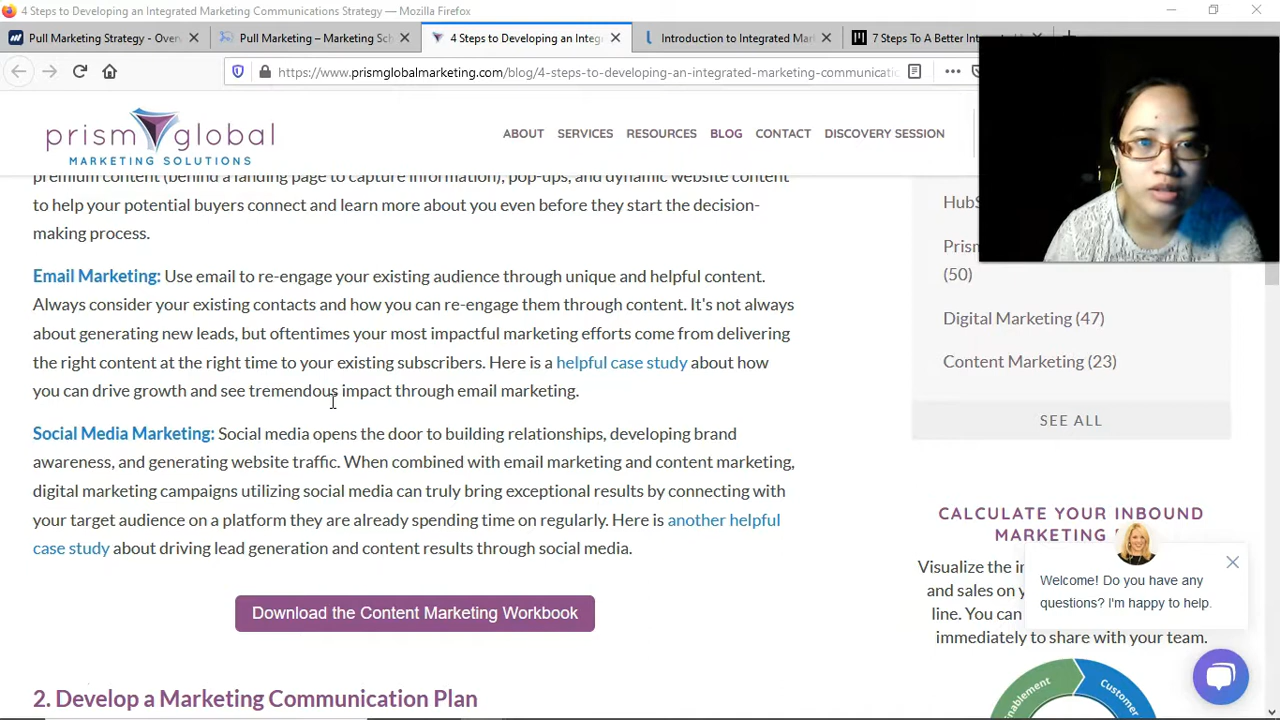 4 Steps to Developing an Integrated Marketing Communications Strategy — Mozilla Firefox
Pull Marketing Strategy - Over
Pull Marketing – Marketing Sch
4 Steps to Developing an Integ
Introduction to Integrated Mar
7 Steps To A Better Integrated
https://www.prismglobalmarketing.com/blog/4-steps-to-developing-an-integrated-marketing-communicati
prism global
MARKETING SOLUTIONS
ABOUT SERVICES RESOURCES BLOG CONTACT DISCOVERY SESSION
premium content (behind a landing page to capture information), pop-ups, and dynamic website content
to help your potential buyers connect and learn more about you even before they start the decision-
making process.
Email Marketing: Use email to re-engage your existing audience through unique and helpful content.
Always consider your existing contacts and how you can re-engage them through content. It's not always
about generating new leads, but oftentimes your most impactful marketing efforts come from delivering
the right content at the right time to your existing subscribers. Here is a helpful case study about how
you can drive growth and see tremendous impact through email marketing.
Social Media Marketing: Social media opens the door to building relationships, developing brand
awareness, and generating website traffic. When combined with email marketing and content marketing,
digital marketing campaigns utilizing social media can truly bring exceptional results by connecting with
your target audience on a platform they are already spending time on regularly. Here is another helpful
case study about driving lead generation and content results through social media.
Download the Content Marketing Workbook
2. Develop a Marketing Communication Plan
HubS
Prism
(50)
Digital Marketing (47)
Content Marketing (23)
SEE ALL
CALCULATE YOUR INBOUND
MARKETING
Visualize the
and sales on
line. You can
immediately to share with your team.
Enablement
Customer
Welcome! Do you have any
questions? I'm happy to help.